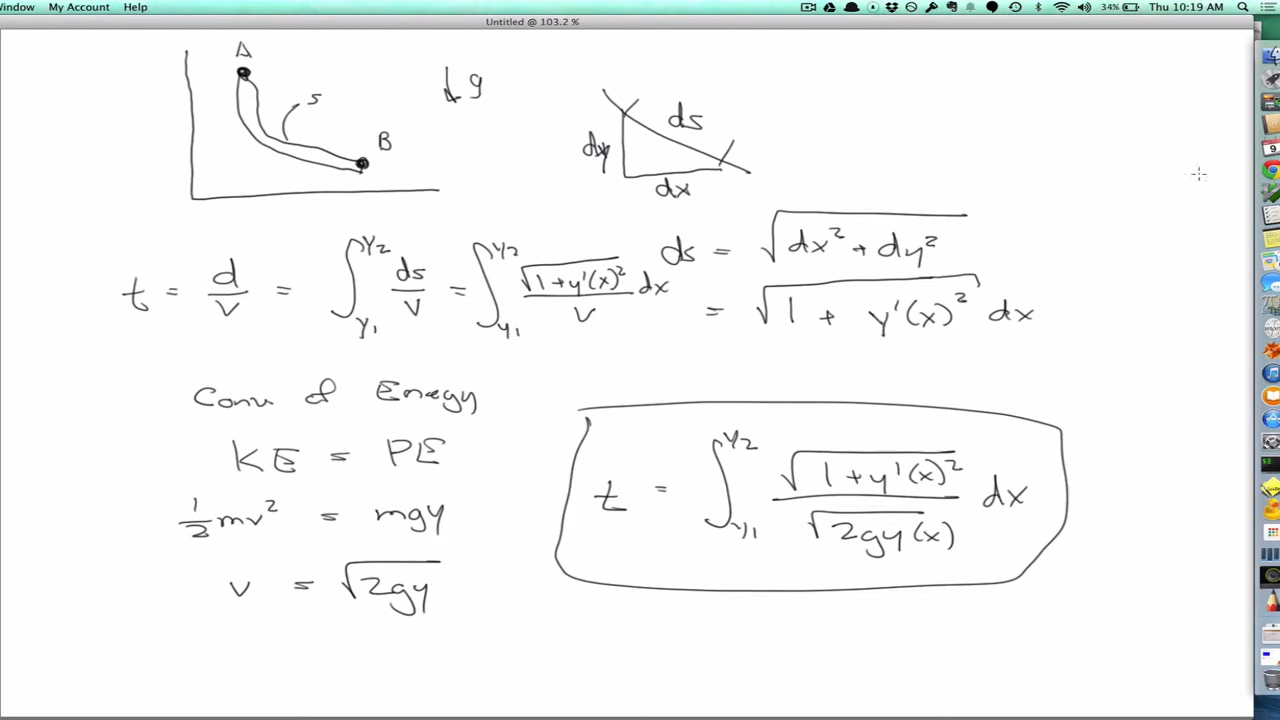 Window My Account Help 34% Thu 10:19 AM
Untitled @ 103.2 %
A
s
B
g
ds
dy
dx
t = d/v = ∫_{y1}^{y2} ds/v = ∫_{y1}^{y2} √(1+y'(x)²)/v dx
ds = √(dx² + dy²)
= √(1 + y'(x)²) dx
Conv of Energy
KE = PE
½mv² = mgy
v = √2gy
t = ∫_{y1}^{y2} √(1+y'(x)²)/√(2gy(x)) dx